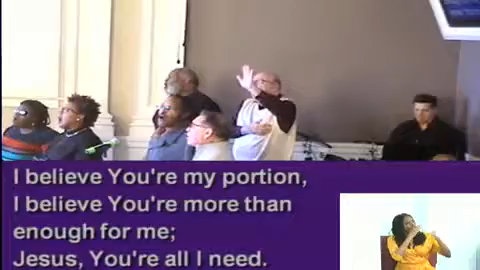 I believe You're my portion,
I believe You're more than
enough for me;
Jesus, You're all I need.